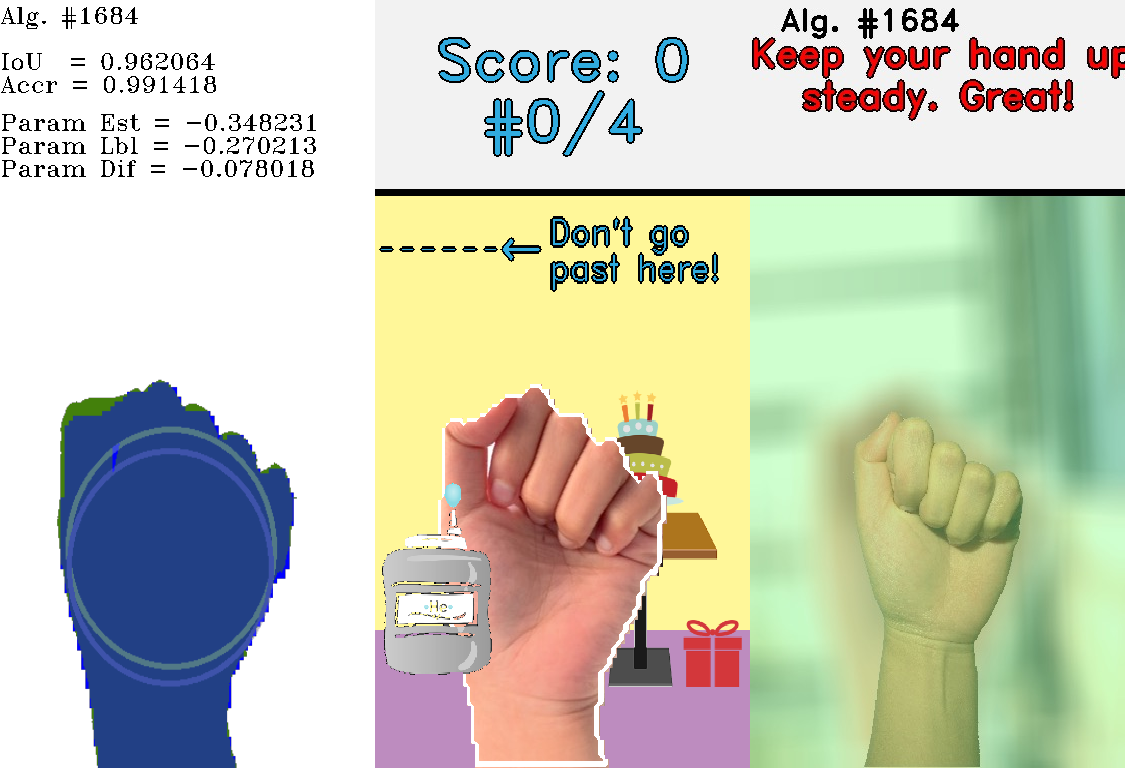 Alg. #1684
IoU  = 0.962064
Accr = 0.991418
Param Est = −0.348231
Param Lbl = −0.270213
Param Dif = −0.078018
Score: 0
#0/4
Alg. #1684
Keep your hand up
steady. Great!
Don't go
past here!